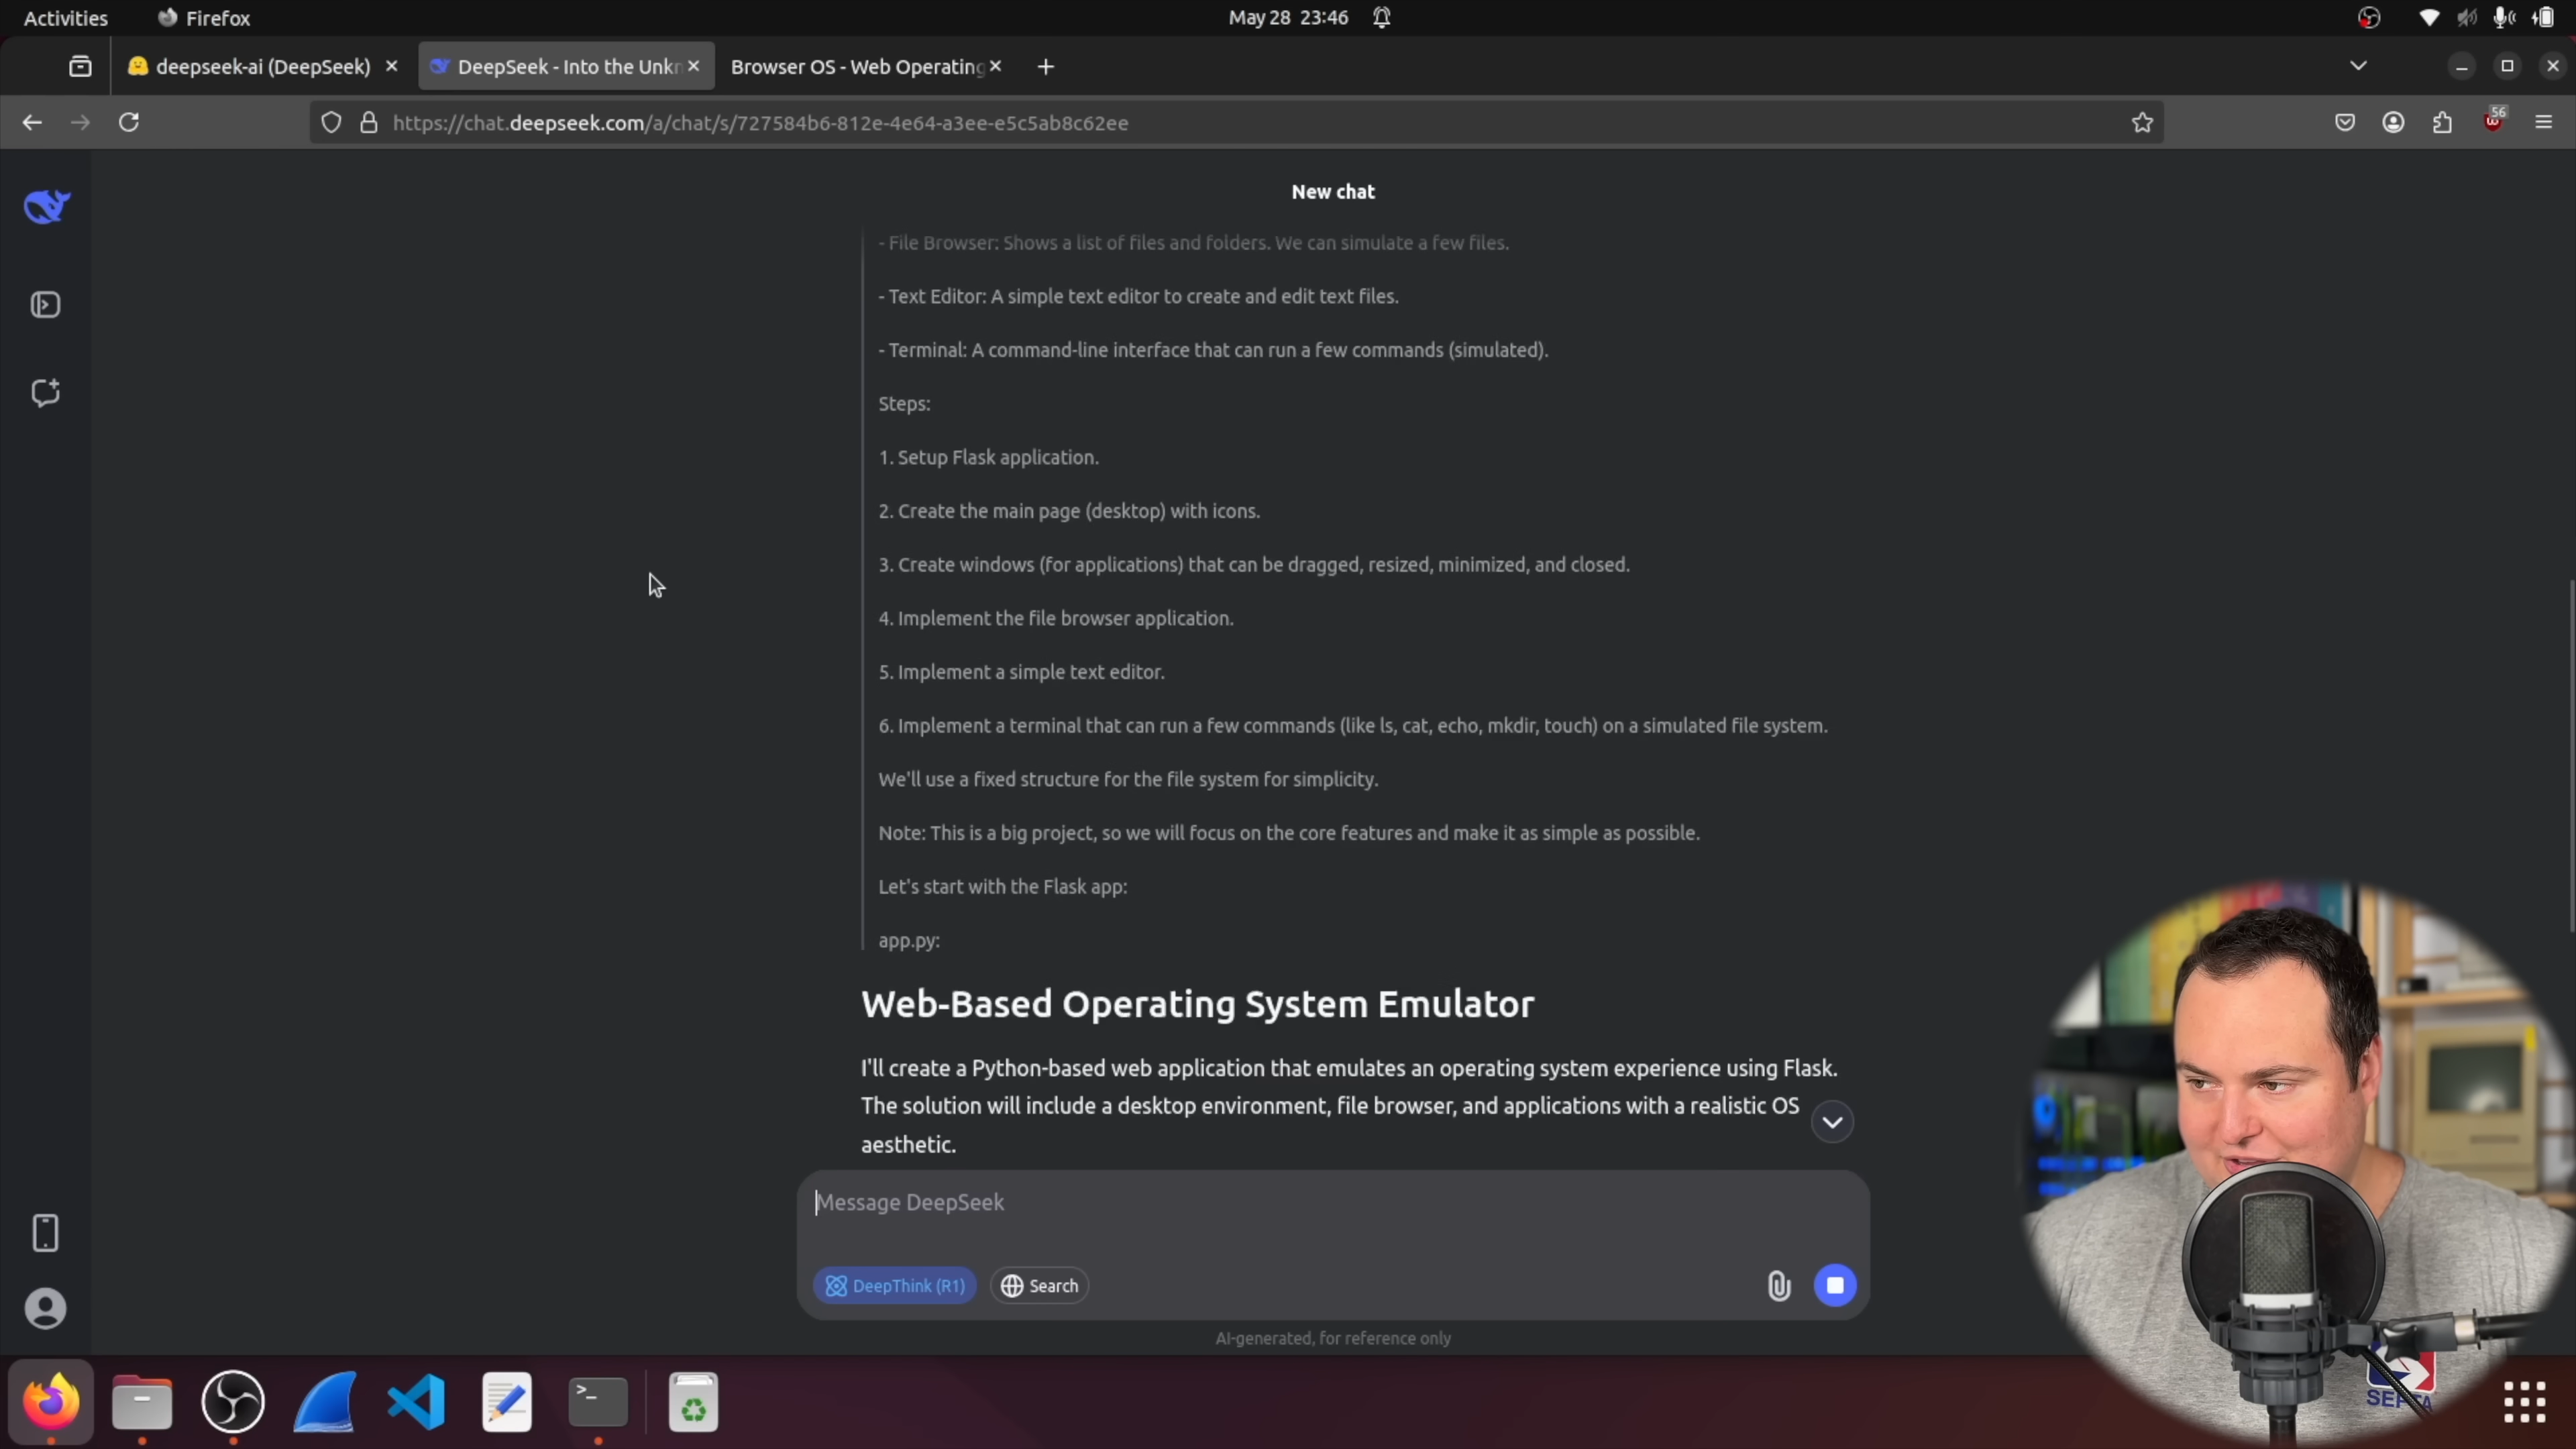 Activities Firefox May 28 23:46
deepseek-ai (DeepSeek) DeepSeek - Into the Unkn Browser OS - Web Operating
https://chat.deepseek.com/a/chat/s/727584b6-812e-4e64-a3ee-e5c5ab8c62ee 56
New chat
- File Browser: Shows a list of files and folders. We can simulate a few files.
- Text Editor: A simple text editor to create and edit text files.
- Terminal: A command-line interface that can run a few commands (simulated).
Steps:
1. Setup Flask application.
2. Create the main page (desktop) with icons.
3. Create windows (for applications) that can be dragged, resized, minimized, and closed.
4. Implement the file browser application.
5. Implement a simple text editor.
6. Implement a terminal that can run a few commands (like ls, cat, echo, mkdir, touch) on a simulated file system.
We'll use a fixed structure for the file system for simplicity.
Note: This is a big project, so we will focus on the core features and make it as simple as possible.
Let's start with the Flask app:
app.py:
Web-Based Operating System Emulator
I'll create a Python-based web application that emulates an operating system experience using Flask.
The solution will include a desktop environment, file browser, and applications with a realistic OS
aesthetic.
Message DeepSeek
DeepThink (R1) Search
AI-generated, for reference only
SEPTA